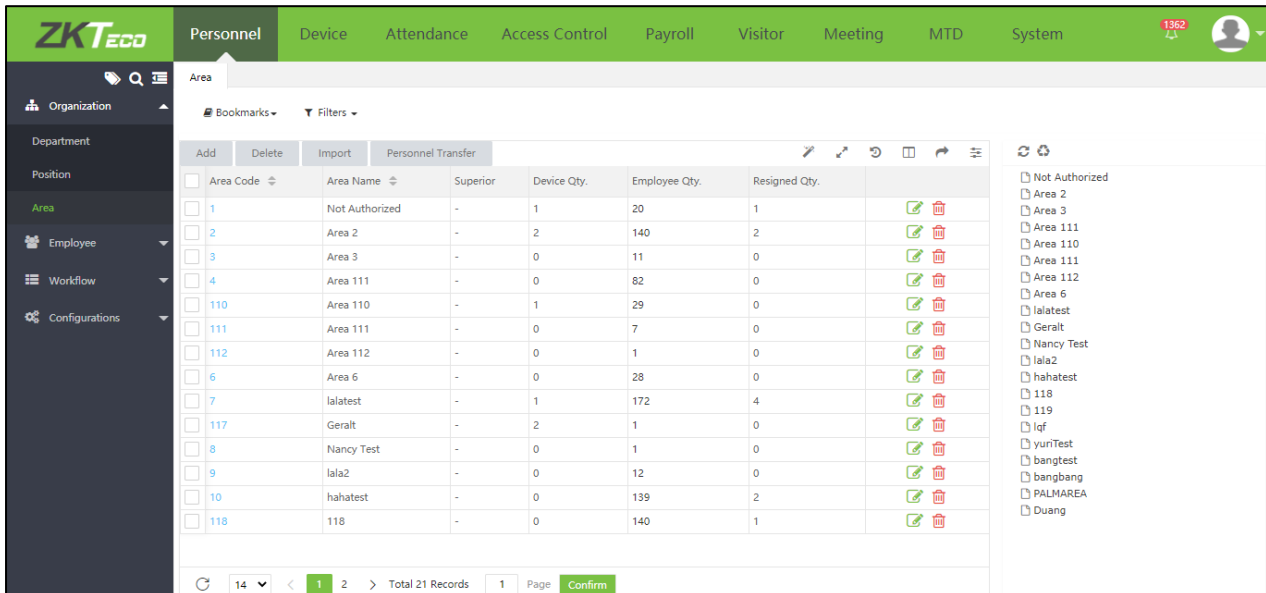 ZKTeco Personnel Device Attendance Access Control Payroll Visitor Meeting MTD System 1362
Area
Organization
Department
Position
Area
Employee
Workflow
Configurations
Bookmarks Filters
Add Delete Import Personnel Transfer
Area Code Area Name Superior Device Qty. Employee Qty. Resigned Qty.
1 Not Authorized - 1 20 1
2 Area 2 - 2 140 2
3 Area 3 - 0 11 0
4 Area 111 - 0 82 0
110 Area 110 - 1 29 0
111 Area 111 - 0 7 0
112 Area 112 - 0 1 0
6 Area 6 - 0 28 0
7 lalatest - 1 172 4
117 Geralt - 2 1 0
8 Nancy Test - 0 1 0
9 lala2 - 0 12 0
10 hahatest - 0 139 2
118 118 - 0 140 1
14 < 1 2 > Total 21 Records 1 Page Confirm
Not Authorized
Area 2
Area 3
Area 111
Area 110
Area 111
Area 112
Area 6
lalatest
Geralt
Nancy Test
lala2
hahatest
118
119
lqf
yuriTest
bangtest
bangbang
PALMAREA
Duang